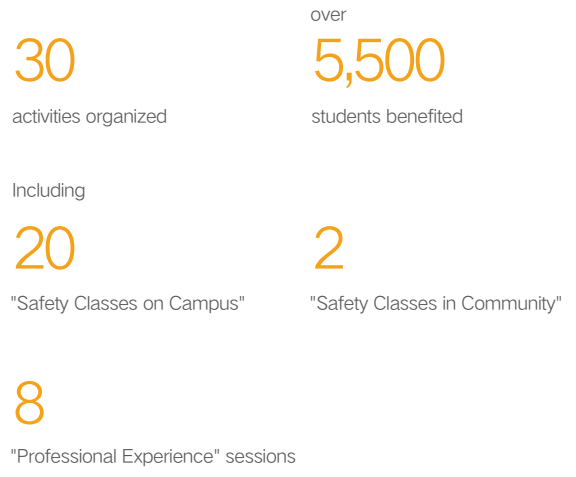 30
activities organized
over
5,500
students benefited
Including
20
"Safety Classes on Campus"
2
"Safety Classes in Community"
8
"Professional Experience" sessions